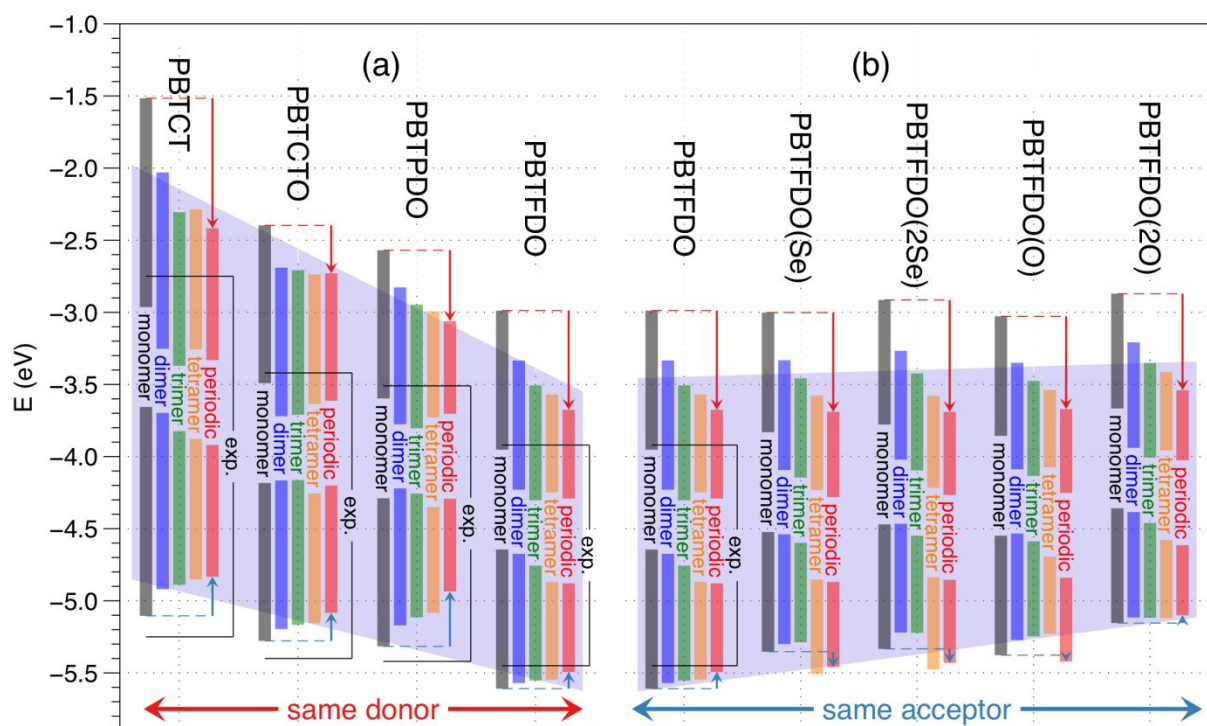 E (eV)
−1.0
−1.5
−2.0
−2.5
−3.0
−3.5
−4.0
−4.5
−5.0
−5.5
(a)
PBTCT
monomer
dimer
trimer
tetramer
periodic
exp.
PBTCTO
monomer
dimer
trimer
tetramer
periodic
exp.
PBTPDO
monomer
dimer
trimer
tetramer
periodic
exp.
PBTFDO
monomer
dimer
trimer
tetramer
periodic
exp.
same donor
(b)
PBTFDO
monomer
dimer
trimer
tetramer
periodic
exp.
PBTFDO(Se)
monomer
dimer
trimer
tetramer
periodic
PBTFDO(2Se)
monomer
dimer
trimer
tetramer
periodic
PBTFDO(O)
monomer
dimer
trimer
tetramer
periodic
PBTFDO(2O)
monomer
dimer
trimer
tetramer
periodic
same acceptor